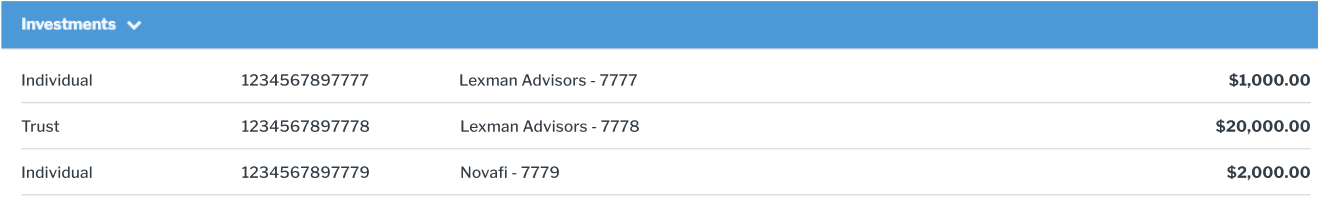 Investments
Individual 1234567897777 Lexman Advisors - 7777 $1,000.00
Trust 1234567897778 Lexman Advisors - 7778 $20,000.00
Individual 1234567897779 Novafi - 7779 $2,000.00